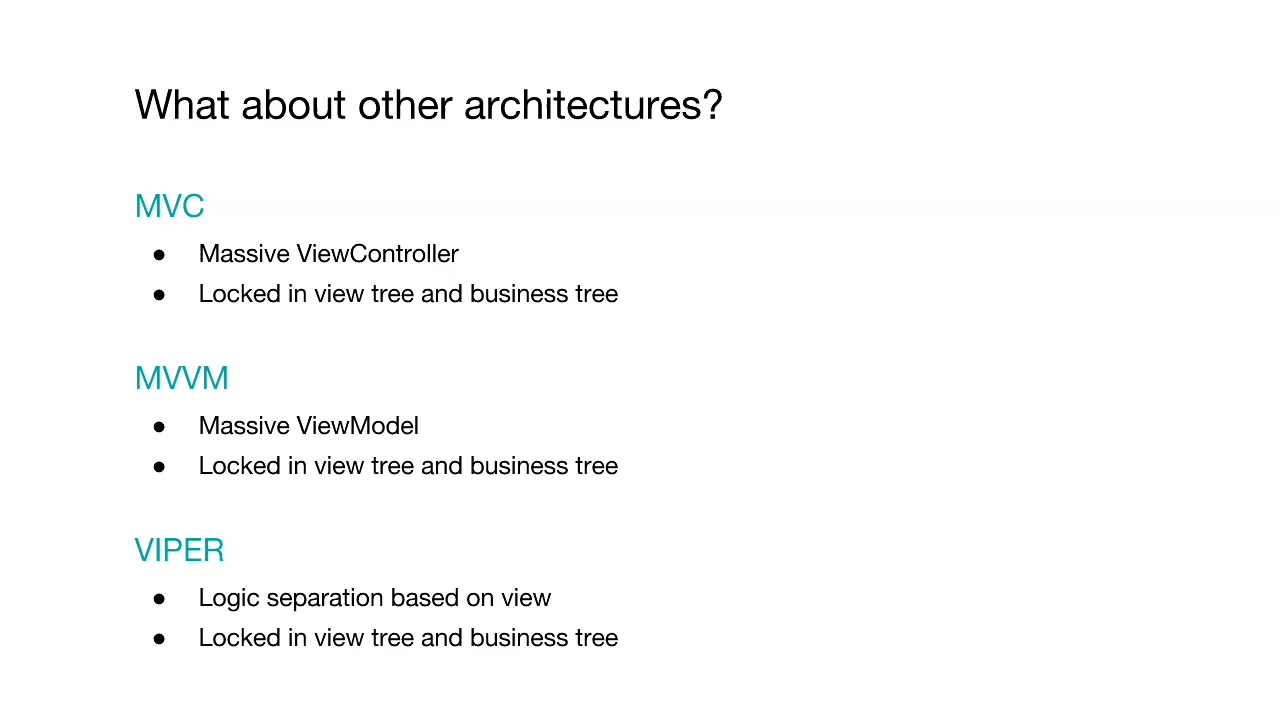 What about other architectures?
MVC
● Massive ViewController
● Locked in view tree and business tree
MVVM
● Massive ViewModel
● Locked in view tree and business tree
VIPER
● Logic separation based on view
● Locked in view tree and business tree